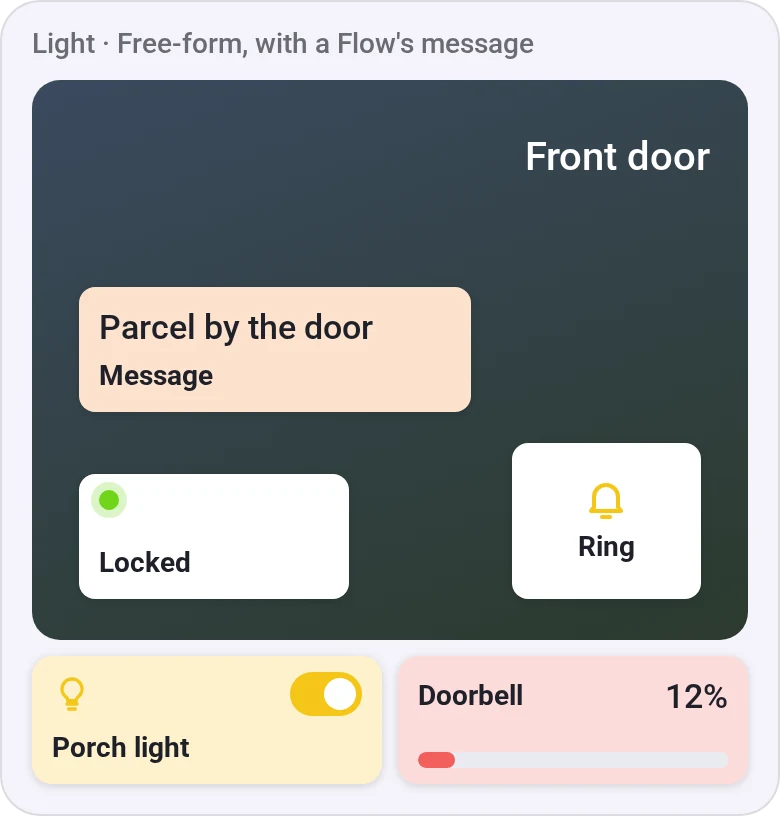 Light · Free-form, with a Flow's message
Front door
Parcel by the door
Message
Locked
Ring
Porch light
Doorbell 12%